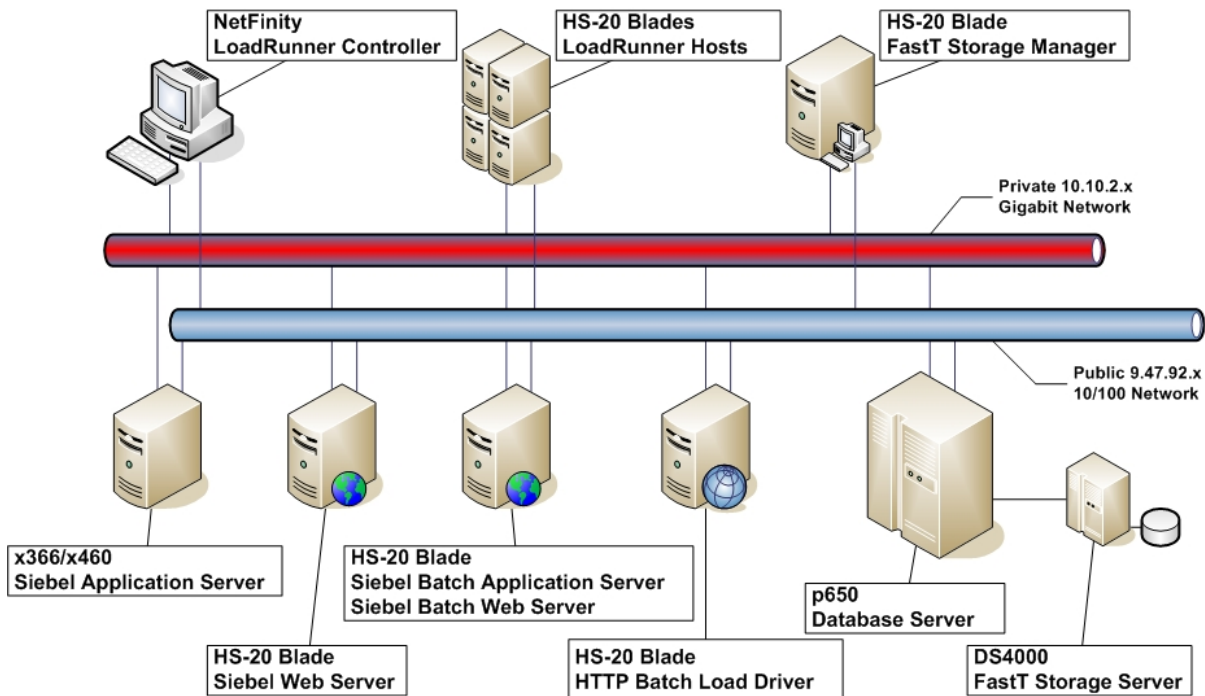 NetFinity
LoadRunner Controller
HS-20 Blades
LoadRunner Hosts
HS-20 Blade
FastT Storage Manager
Private 10.10.2.x
Gigabit Network
Public 9.47.92.x
10/100 Network
x366/x460
Siebel Application Server
HS-20 Blade
Siebel Batch Application Server
Siebel Batch Web Server
p650
Database Server
HS-20 Blade
Siebel Web Server
HS-20 Blade
HTTP Batch Load Driver
DS4000
FastT Storage Server